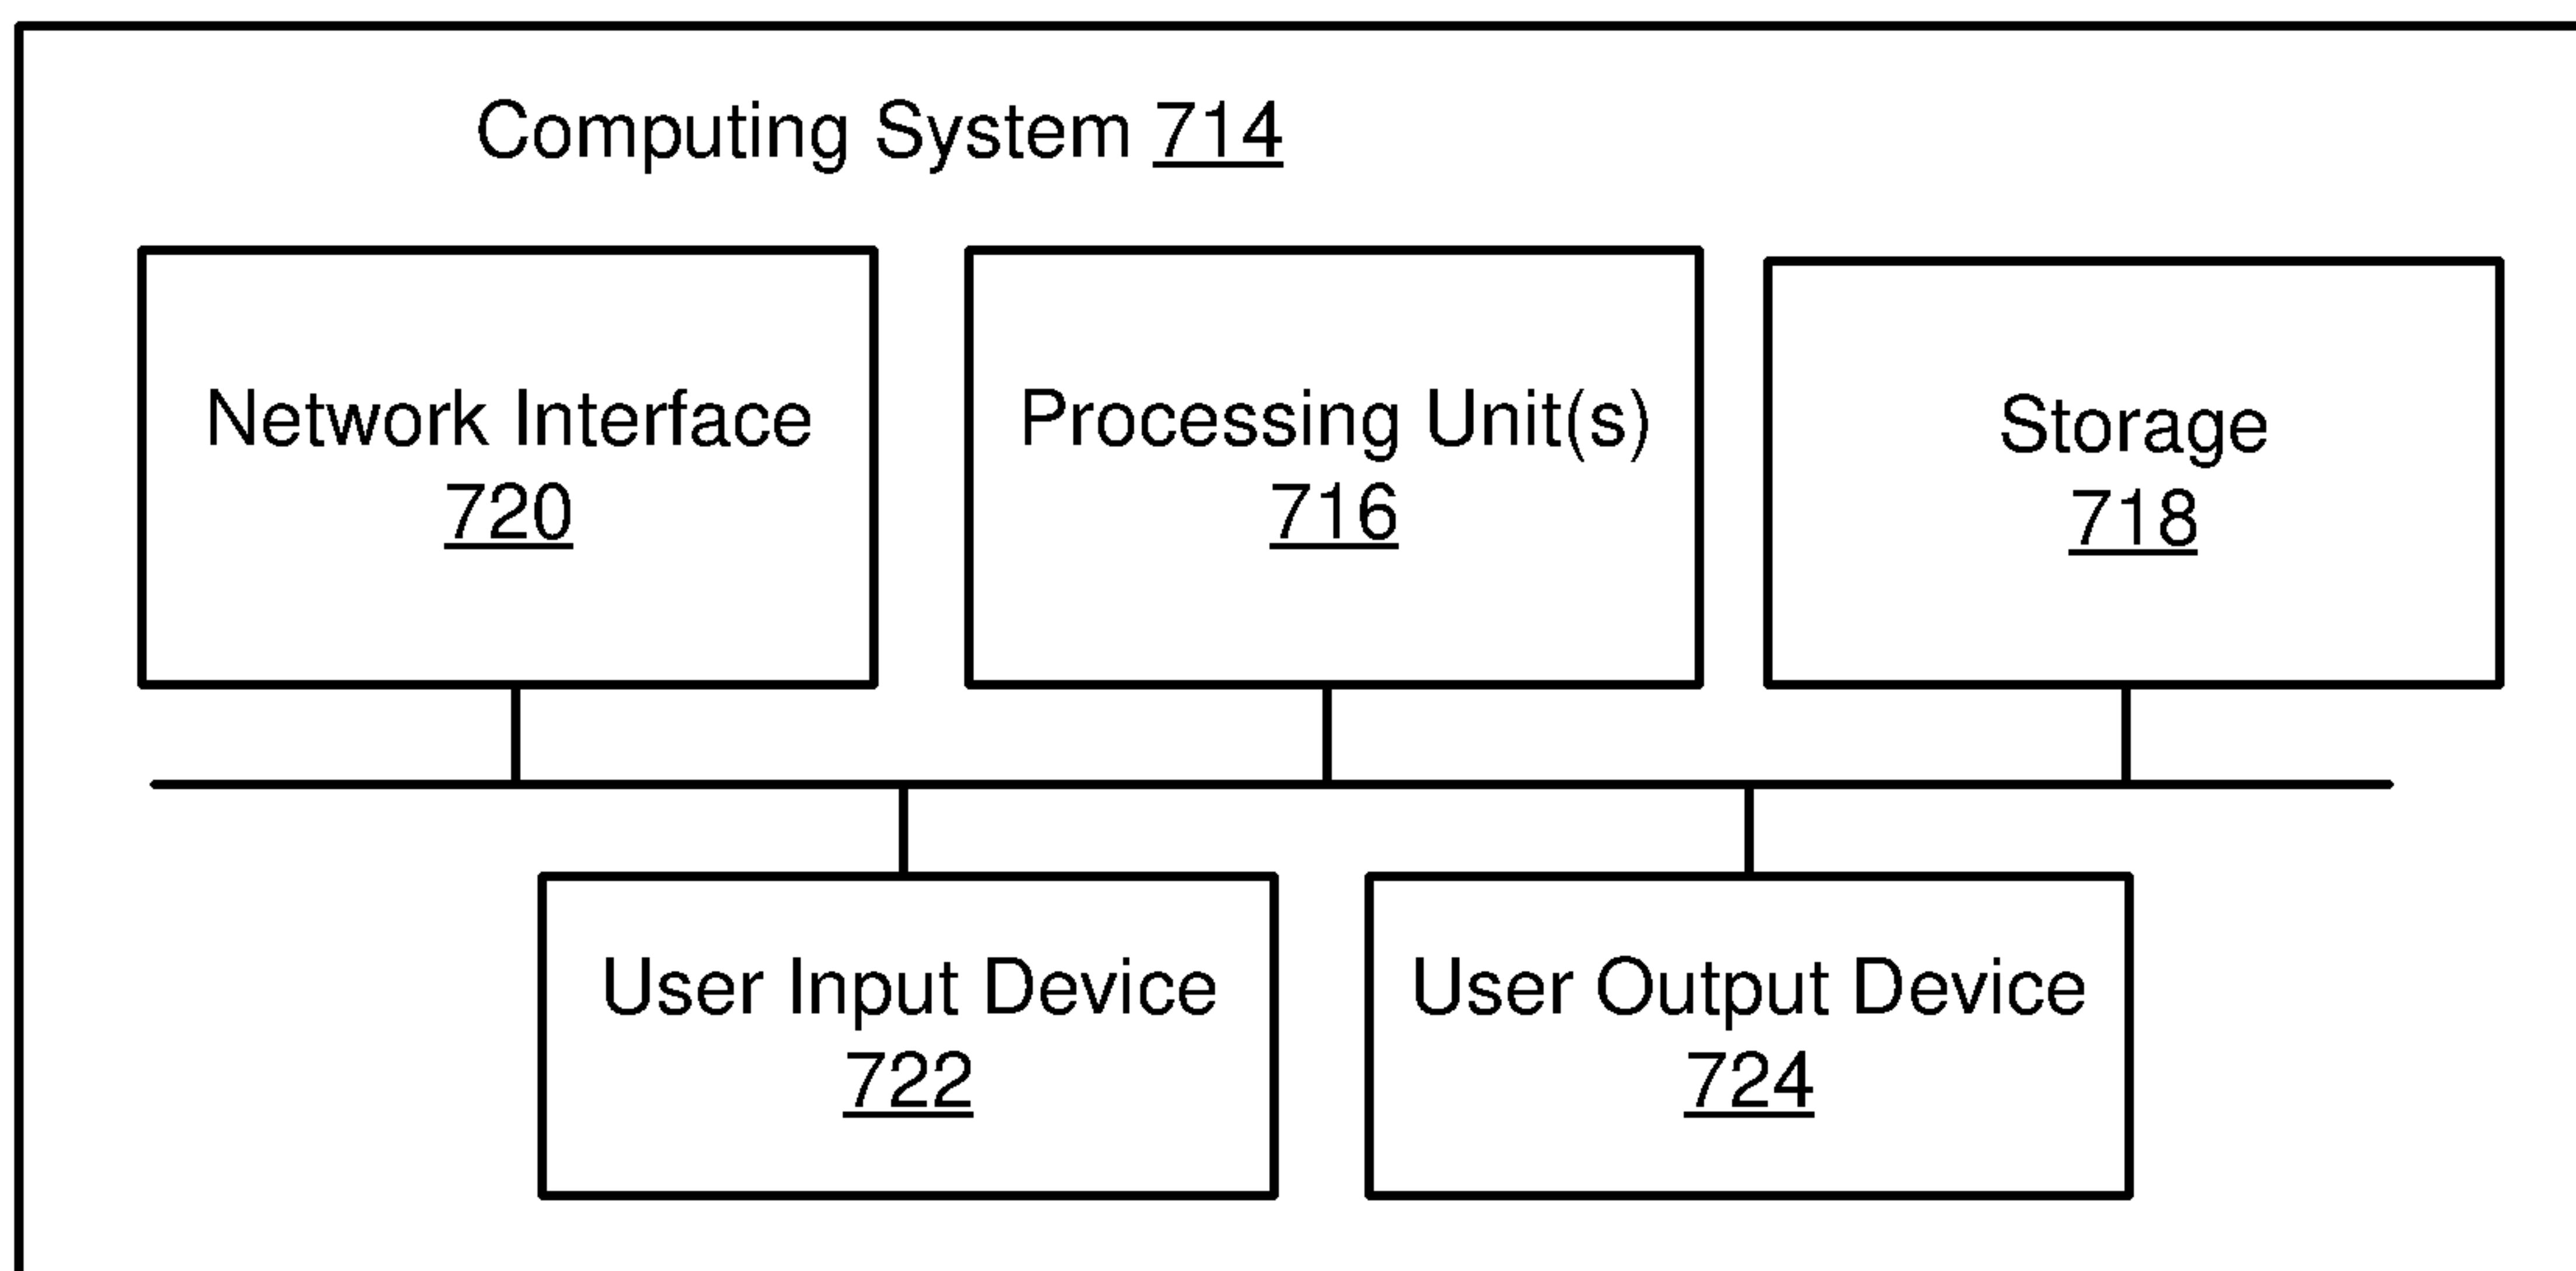 Computing System 714
Network Interface
720
Processing Unit(s)
716
Storage
718
User Input Device
722
User Output Device
724